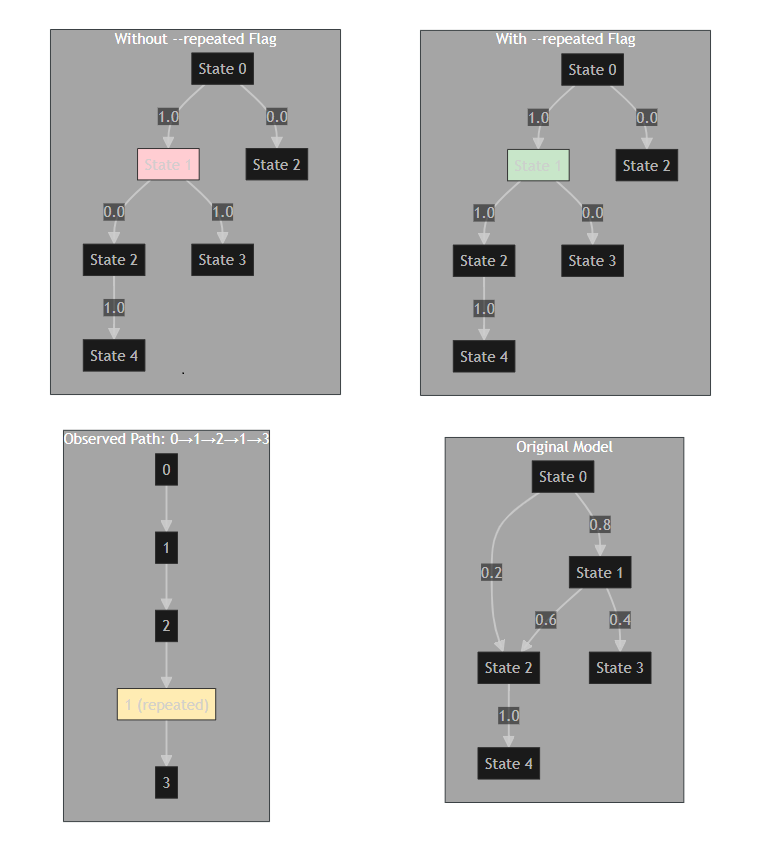 Without --repeated Flag
State 0
1.0
0.0
State 1
State 2
0.0
1.0
State 2
State 3
1.0
State 4
With --repeated Flag
State 0
1.0
0.0
State 1
State 2
1.0
0.0
State 2
State 3
1.0
State 4
Observed Path: 0→1→2→1→3
0
1
2
1 (repeated)
3
Original Model
State 0
0.8
0.2
State 1
0.6
0.4
State 2
State 3
1.0
State 4